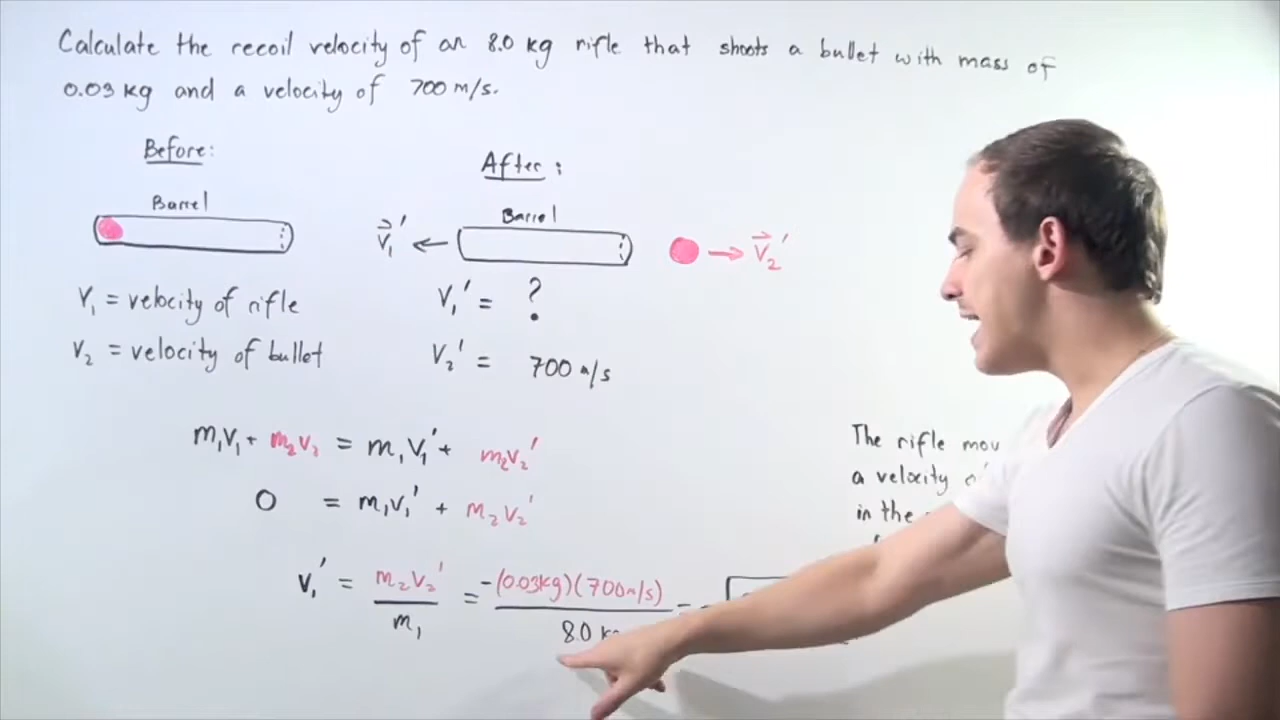 Calculate the recoil velocity of an 8.0 kg rifle that shoots a bullet with mass of
0.03 kg and a velocity of 700 m/s.
Before:
After:
Barrel
Barrel
V⃗₁′ ←
→ V⃗₂′
V₁ = velocity of rifle
V₁′ = ?
V₂ = velocity of bullet
V₂′ = 700 m/s
m₁V₁ + m₂V₂ = m₁V₁′ + m₂V₂′
0 = m₁V₁′ + m₂V₂′
V₁′ = m₂V₂′ / m₁ = -(0.03kg)(700m/s) / 8.0
The rifle
a velocity
in the